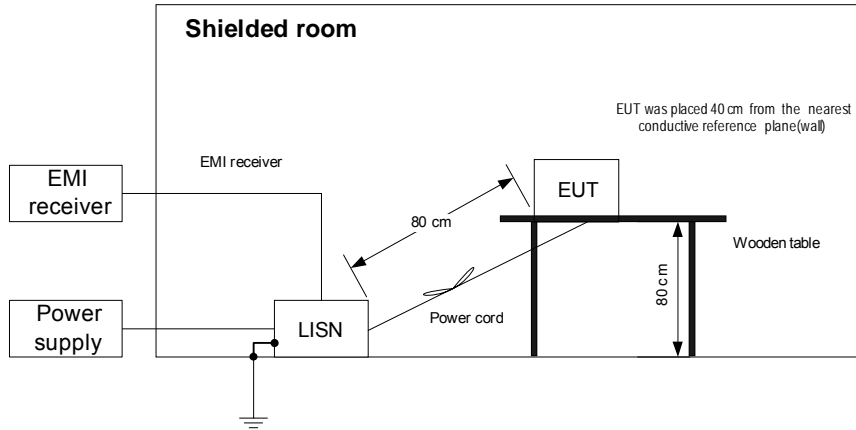 Shielded room
EUT was placed 40 cm from the nearest
conductive reference plane(wall)
EMI receiver
EMI
receiver
80 cm
EUT
Wooden table
80 cm
Power
supply
LISN
Power cord